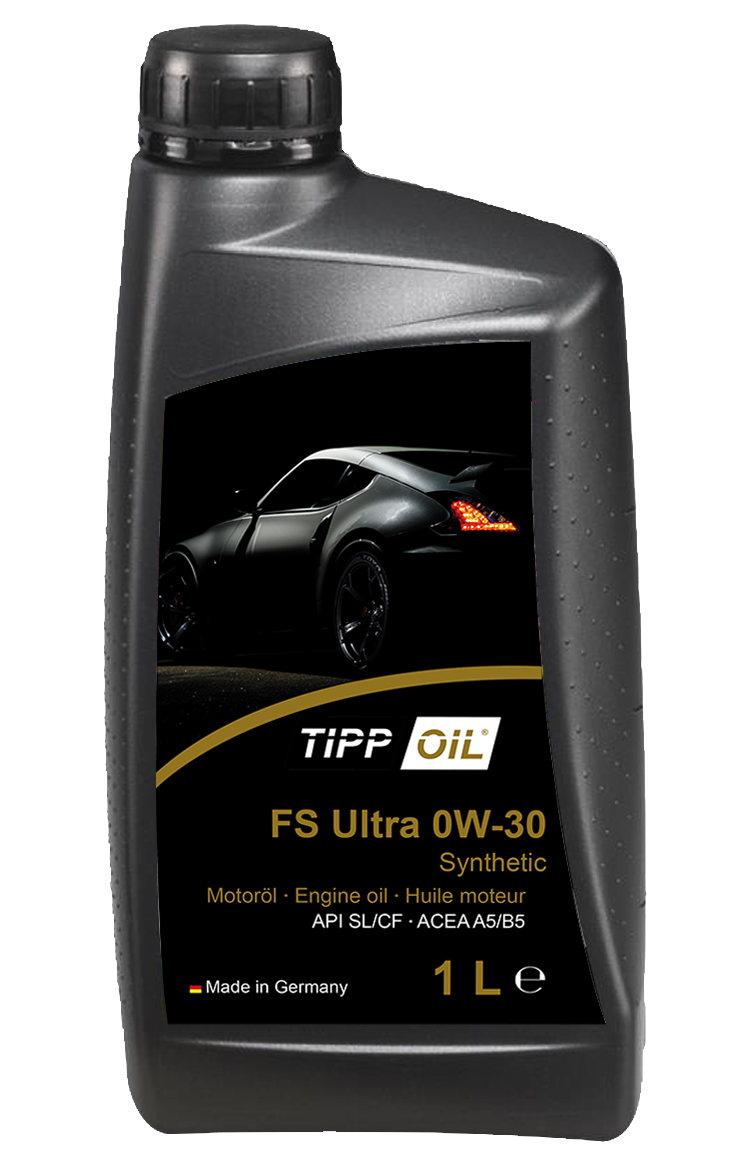 TIPP OIL®
FS Ultra 0W-30
Synthetic
Motoröl · Engine oil · Huile moteur
API SL/CF · ACEA A5/B5
1 L ℮
Made in Germany